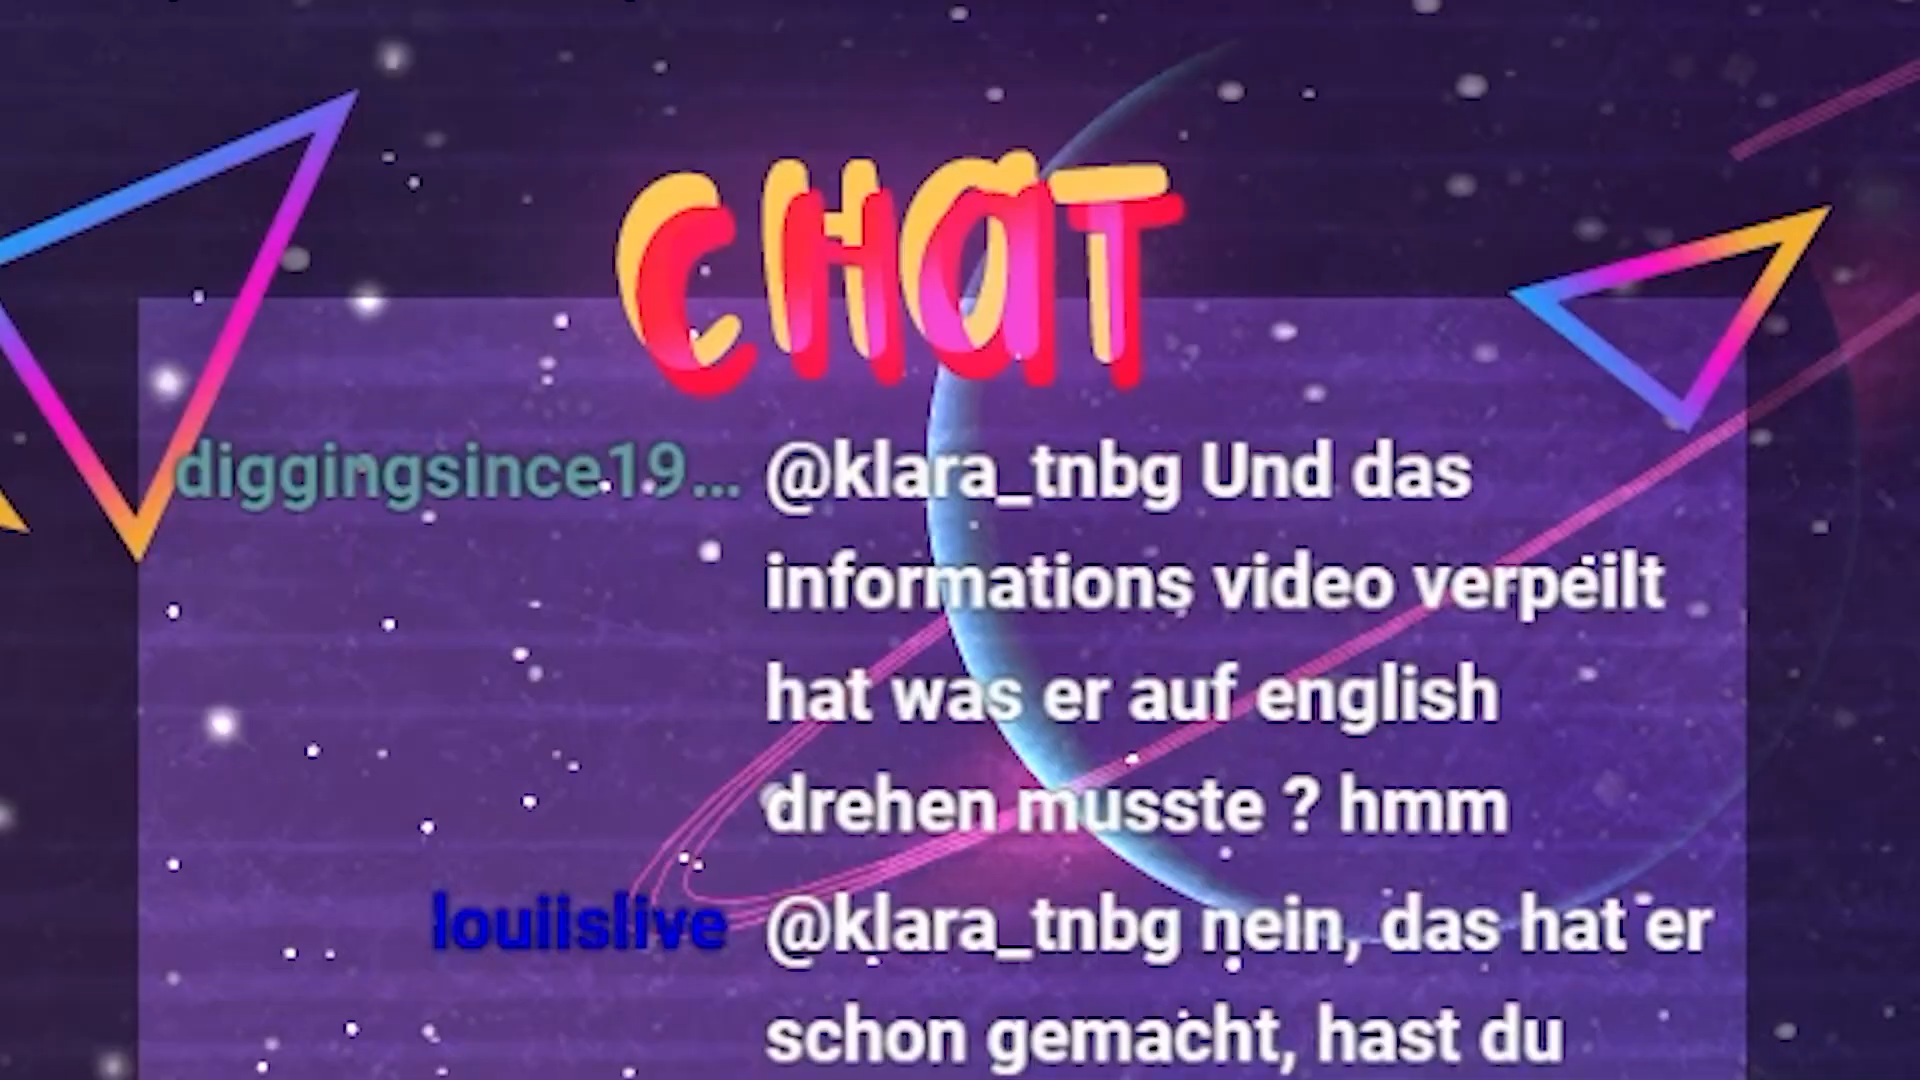 CHaT
diggingsince19... @klara_tnbg Und das
informations video verpeilt
hat was er auf english
drehen musste ? hmm
louiislive @klara_tnbg nein, das hat er
schon gemacht, hast du